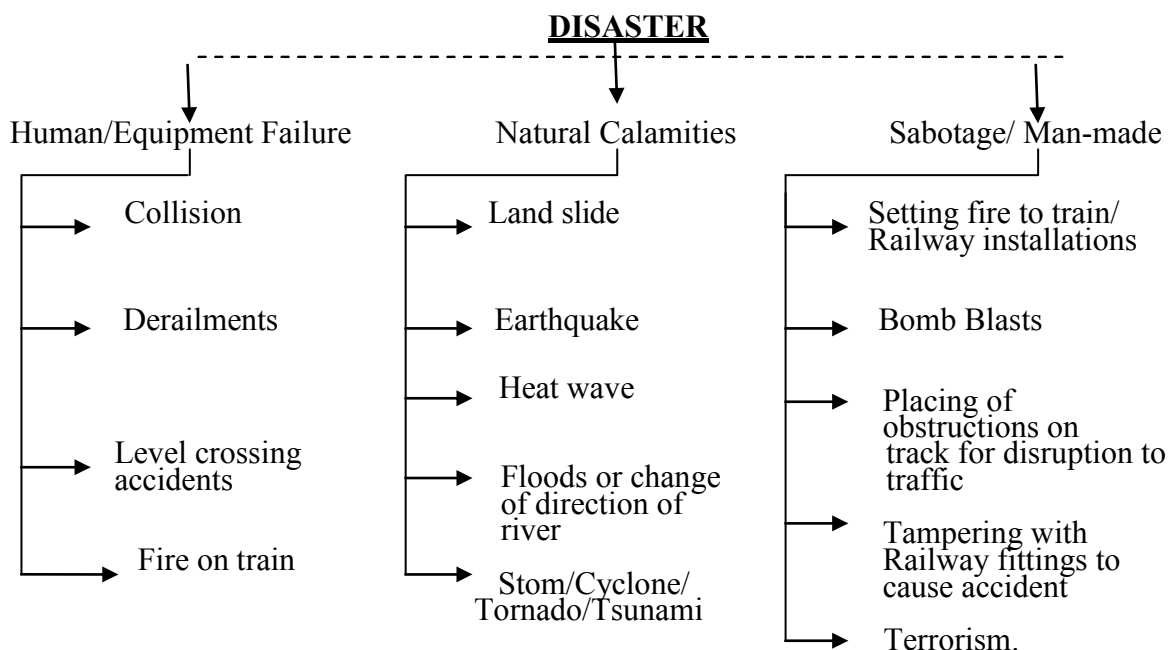 DISASTER
Human/Equipment Failure
Collision
Derailments
Level crossing
accidents
Fire on train
Natural Calamities
Land slide
Earthquake
Heat wave
Floods or change
of direction of
river
Stom/Cyclone/
Tornado/Tsunami
Sabotage/ Man-made
Setting fire to train/
Railway installations
Bomb Blasts
Placing of
obstructions on
track for disruption to
traffic
Tampering with
Railway fittings to
cause accident
Terrorism.